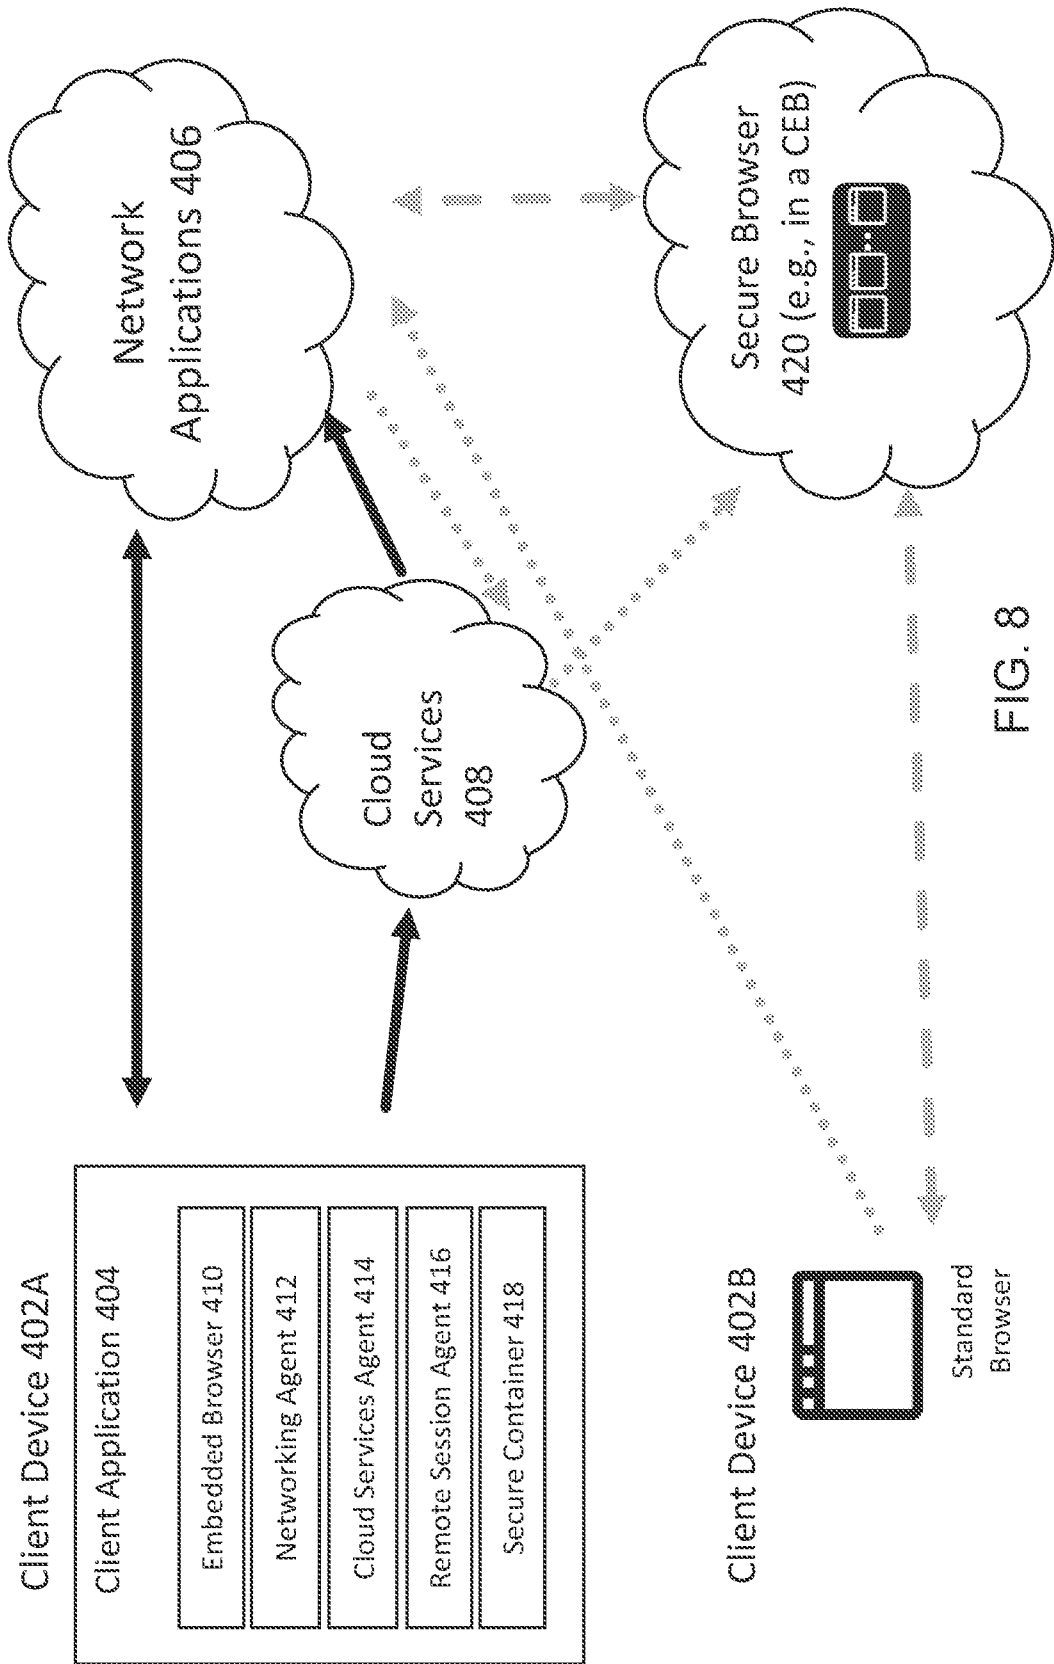 Client Device 402A
Client Application 404
Embedded Browser 410
Networking Agent 412
Cloud Services Agent 414
Remote Session Agent 416
Secure Container 418
Network
Applications 406
Cloud
Services
408
Client Device 402B
Standard
Browser
Secure Browser
420 (e.g., in a CEB)
FIG. 8